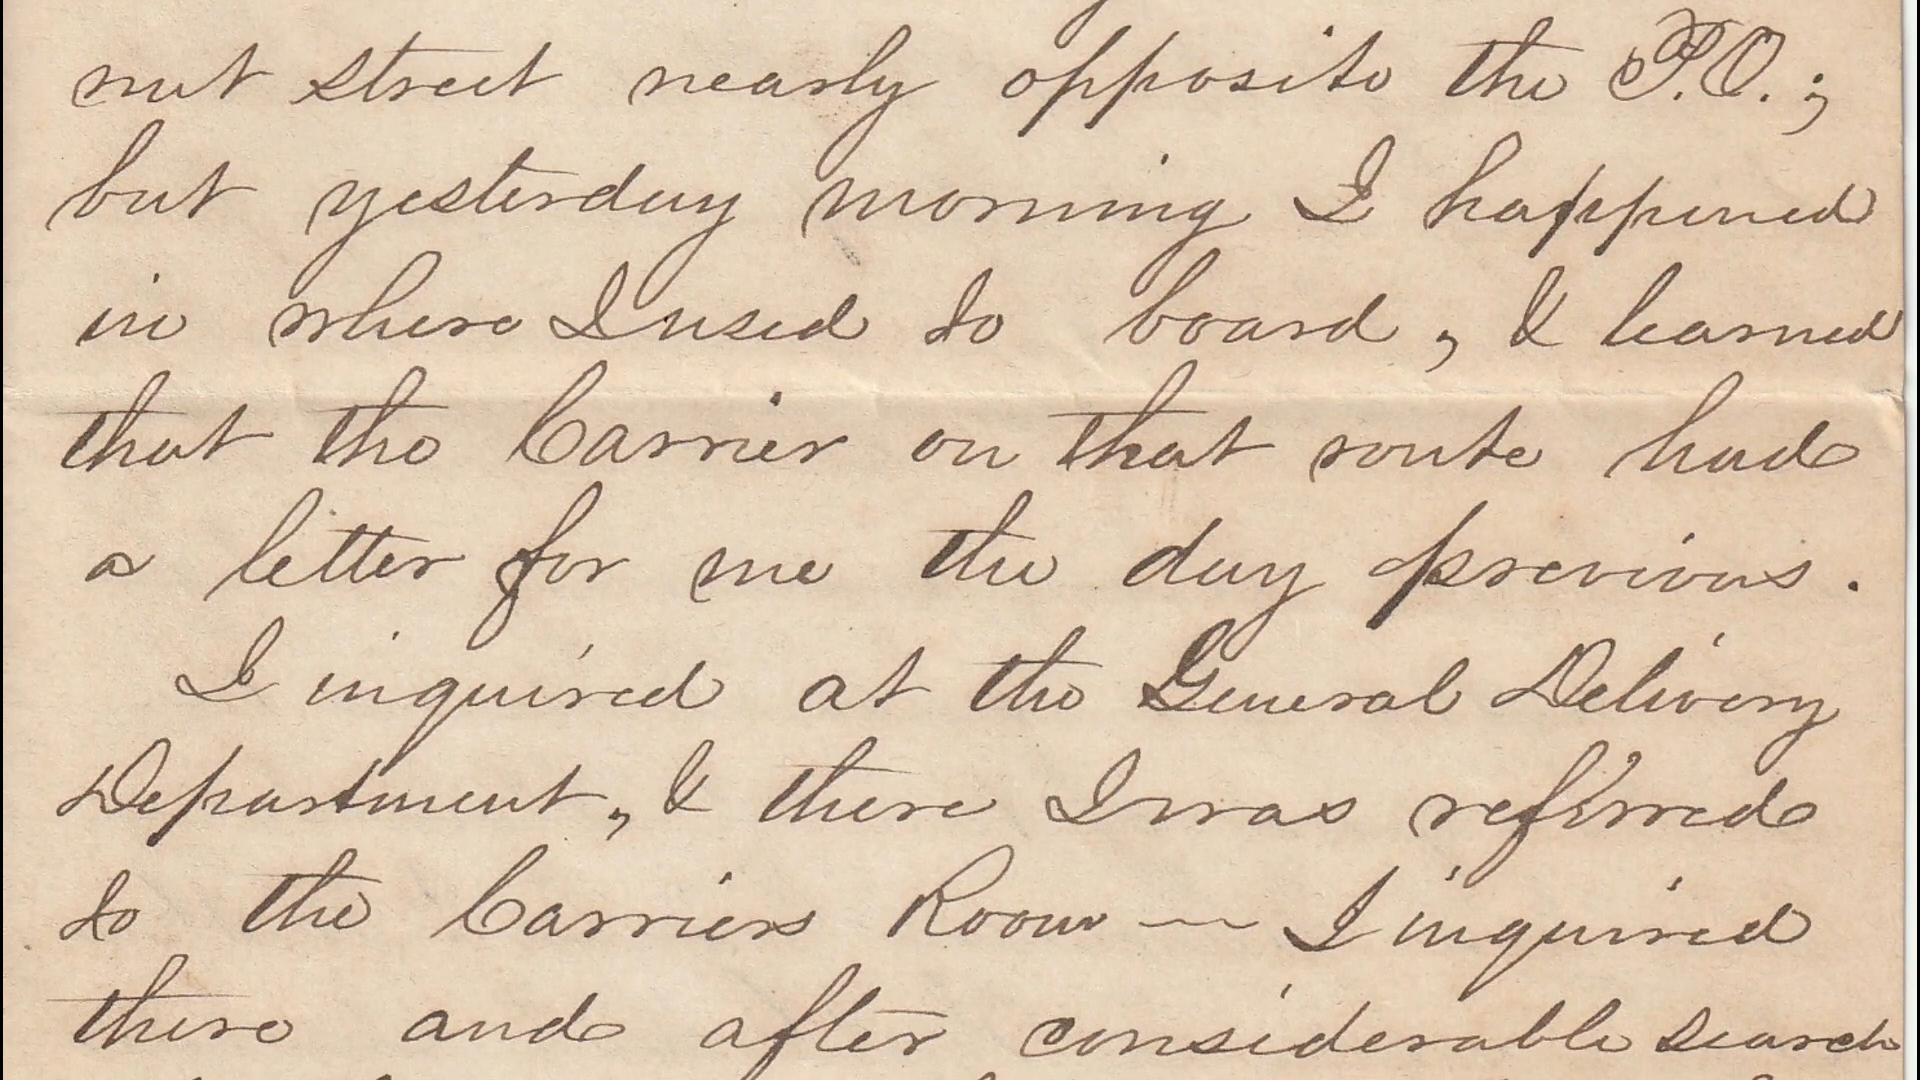 nut street nearly opposite the P.O.;
but yesterday morning I happened
in where I used to board, & learned
that the Carrier on that route had
a letter for me the day previous.
I inquired at the General Delivery
Department, & there I was referred
to the Carriers Room — I inquired
there and after considerable search